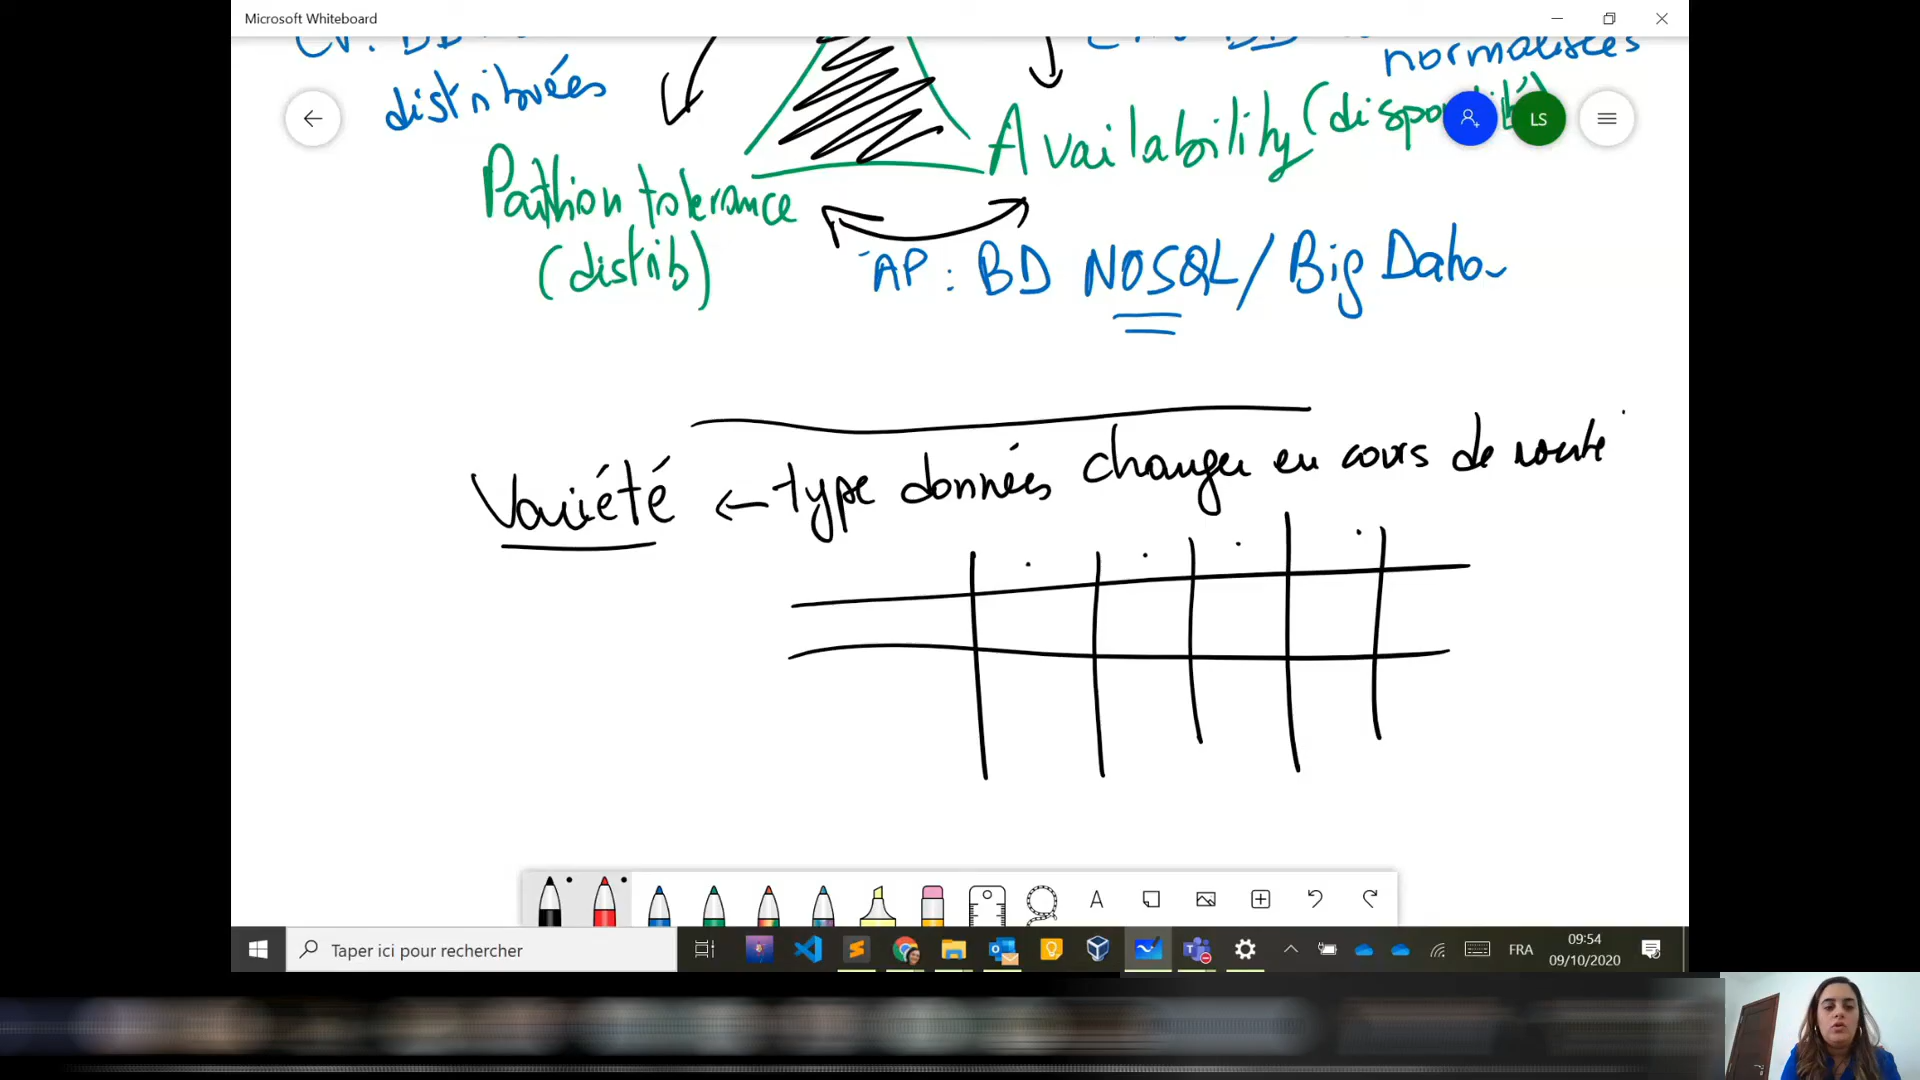 Microsoft Whiteboard
normalisées
distribuées
Availability (disponibilité)
LS
Partition tolerance
(distrib)
AP : BD NOSQL / Big Data
Variété ← type données changer en cours de route
A
Taper ici pour rechercher
FRA
09:54
09/10/2020